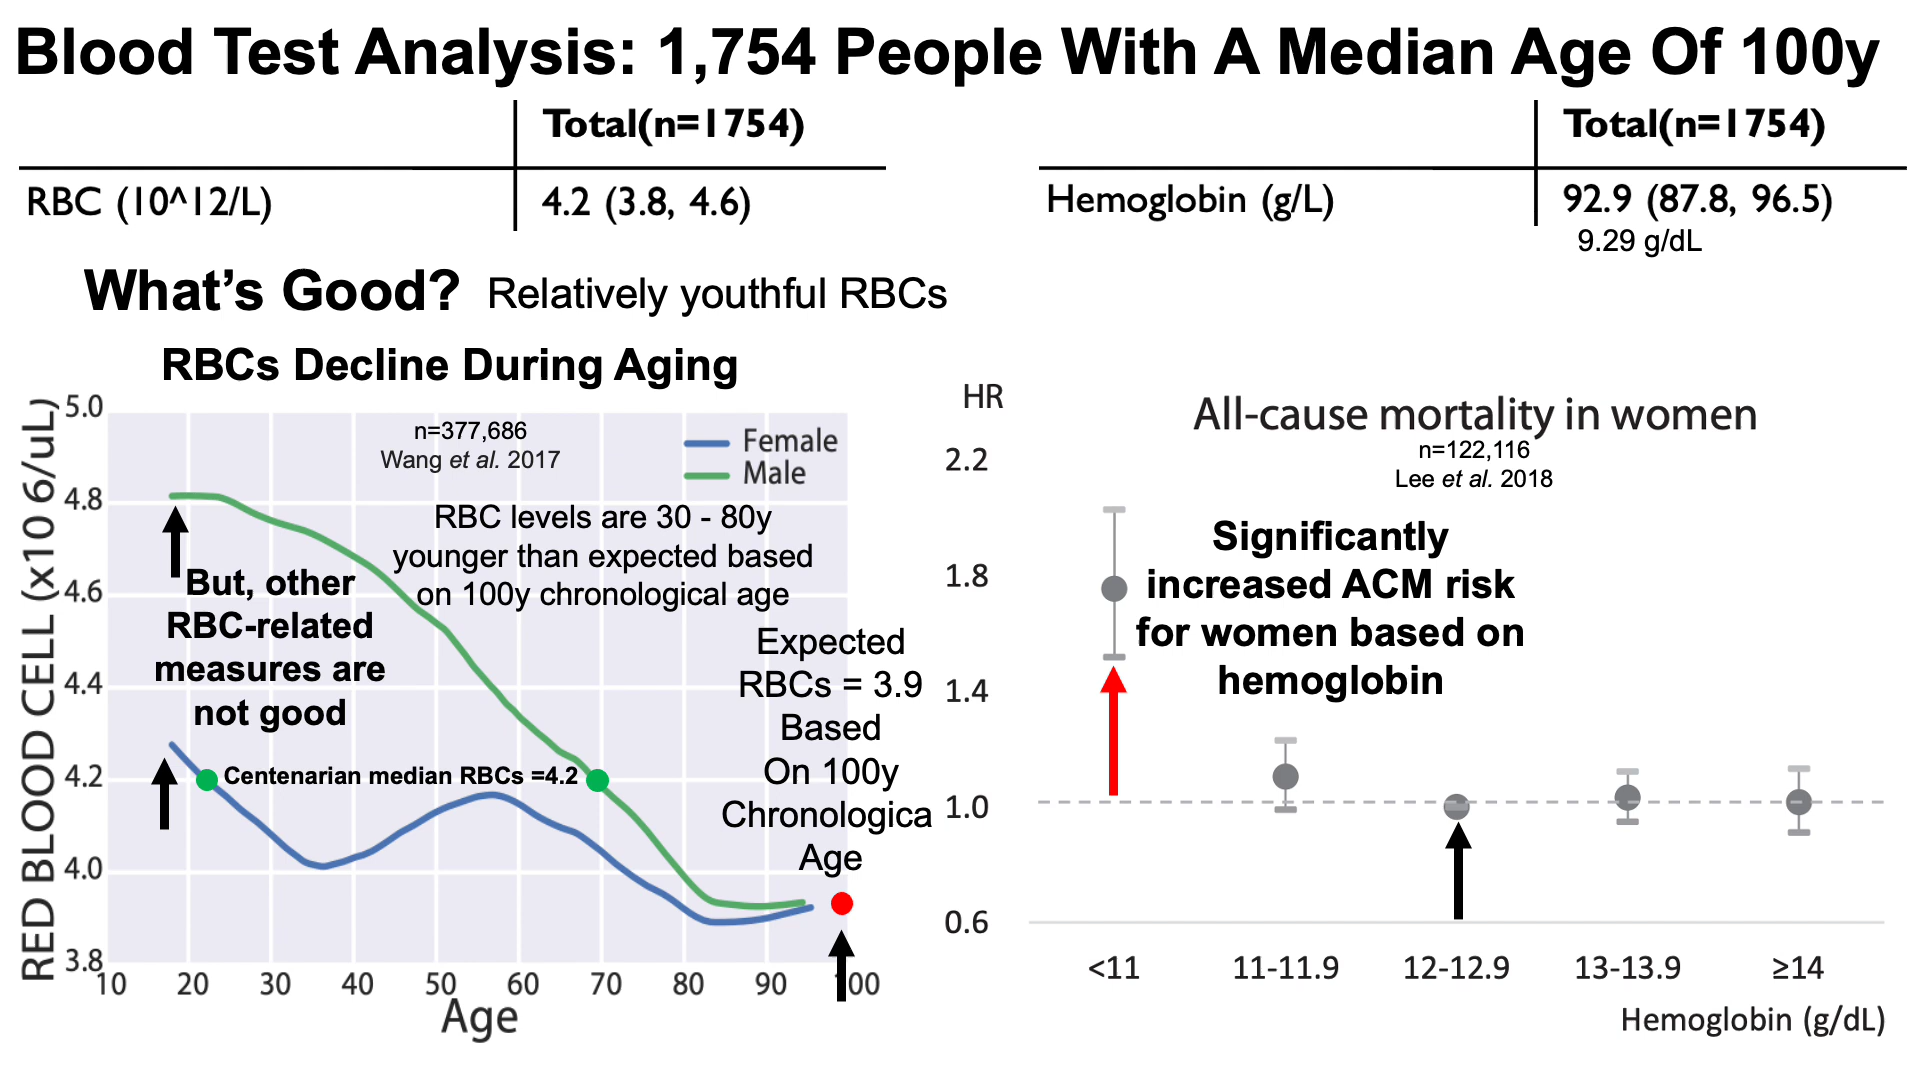 Blood Test Analysis: 1,754 People With A Median Age Of 100y
Total(n=1754)
RBC (10^12/L) 4.2 (3.8, 4.6)
Total(n=1754)
Hemoglobin (g/L) 92.9 (87.8, 96.5)
9.29 g/dL
What's Good? Relatively youthful RBCs
RBCs Decline During Aging
RED BLOOD CELL (x10 6/uL)
5.0
4.8
4.6
4.4
4.2
4.0
3.8
n=377,686
Wang et al. 2017
Female
Male
RBC levels are 30 - 80y
younger than expected based
on 100y chronological age
But, other
RBC-related
measures are
not good
Centenarian median RBCs =4.2
Expected
RBCs = 3.9
Based
On 100y
Chronologica
Age
10 20 30 40 50 60 70 80 90 00
Age
HR
2.2
1.8
1.4
1.0
0.6
All-cause mortality in women
n=122,116
Lee et al. 2018
Significantly
increased ACM risk
for women based on
hemoglobin
<11 11-11.9 12-12.9 13-13.9 ≥14
Hemoglobin (g/dL)